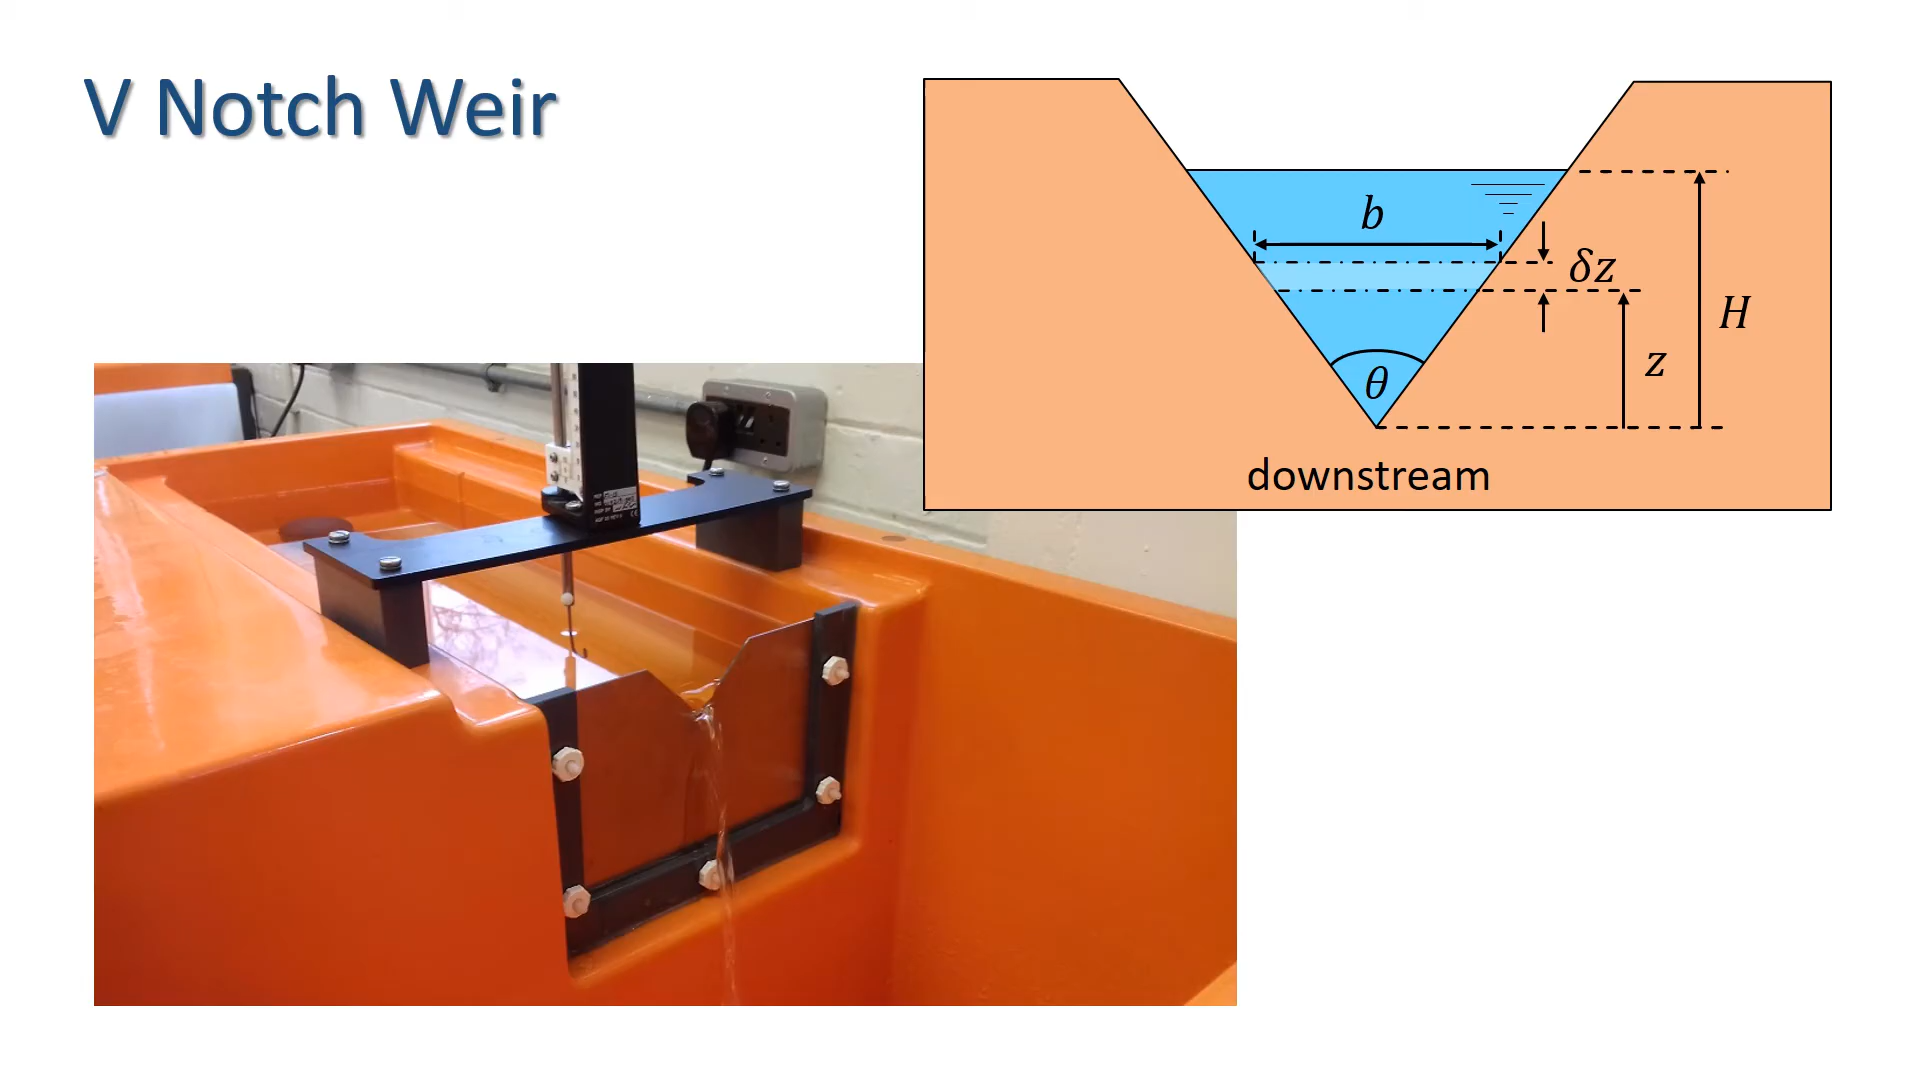 V Notch Weir
b
δz
H
z
θ
downstream